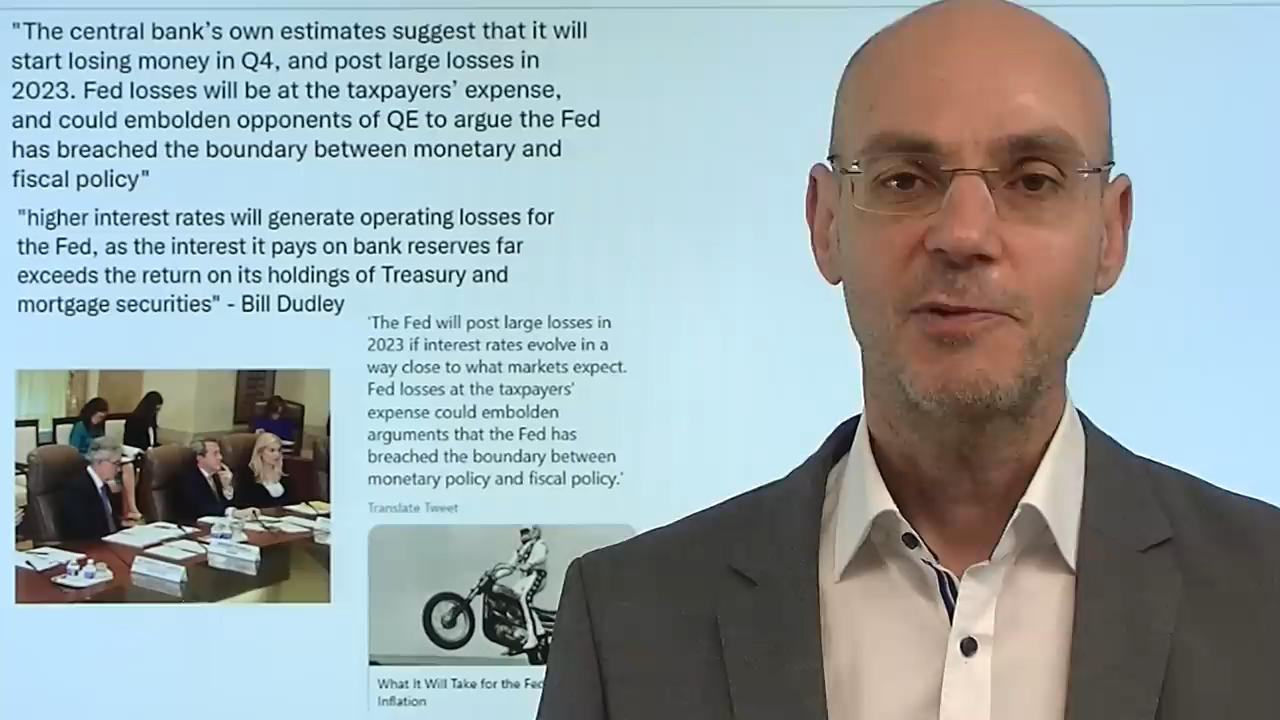 "The central bank's own estimates suggest that it will
start losing money in Q4, and post large losses in
2023. Fed losses will be at the taxpayers' expense,
and could embolden opponents of QE to argue the Fed
has breached the boundary between monetary and
fiscal policy"
"higher interest rates will generate operating losses for
the Fed, as the interest it pays on bank reserves far
exceeds the return on its holdings of Treasury and
mortgage securities" - Bill Dudley
'The Fed will post large losses in
2023 if interest rates evolve in a
way close to what markets expect.
Fed losses at the taxpayers'
expense could embolden
arguments that the Fed has
breached the boundary between
monetary policy and fiscal policy.'
Translate Tweet
What It Will Take for the Fed
Inflation